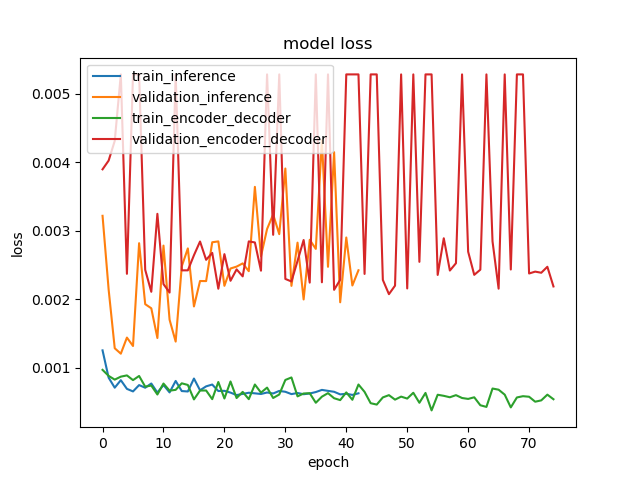 model loss
train_inference
validation_inference
train_encoder_decoder
validation_encoder_decoder
loss
0.005
0.004
0.003
0.002
0.001
0 10 20 30 40 50 60 70
epoch